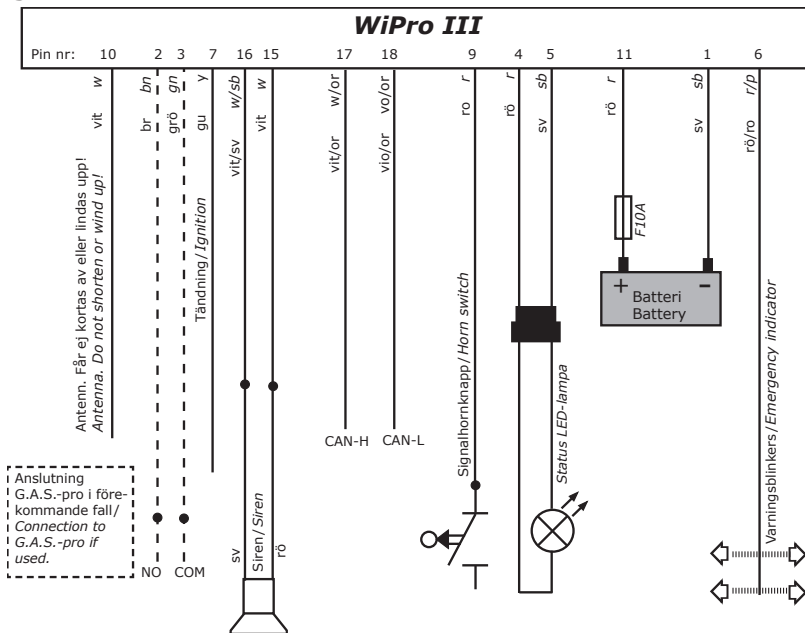 WiPro III
Pin nr: 10 2 3 7 16 15 17 18 9 4 5 11 1 6
w bn gn y w/sb w w/or vo/or r r sb r sb r/p
vit br grö gu vit/sv vit vit/or vio/or ro rö sv rö sv rö/ro
Antenn. Får ej kortas av eller lindas upp!
Antenna. Do not shorten or wind up!
Tändning/Ignition
CAN-H CAN-L
Signalhornknapp/Horn switch
Status LED-lampa
F10A
+ –
Batteri
Battery
Varningsblinkers/Emergency indicator
Anslutning
G.A.S.-pro i före-
kommande fall/
Connection to
G.A.S.-pro if
used.
NO COM
sv
Siren/Siren
rö